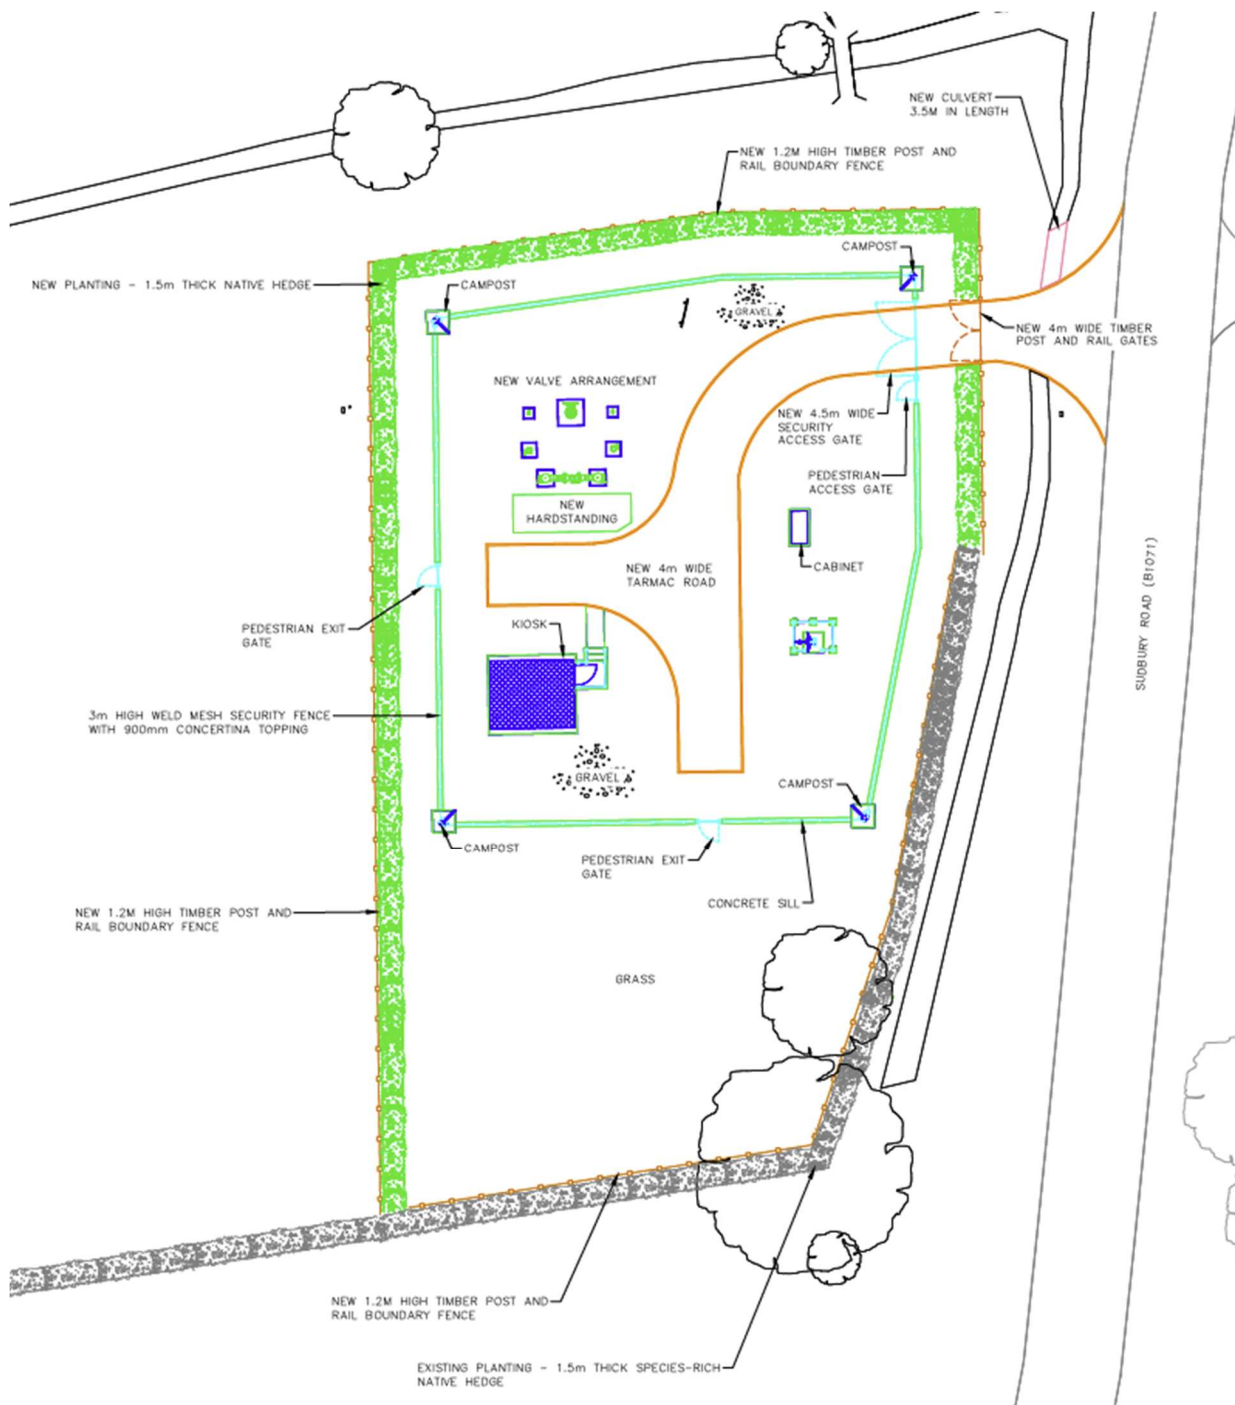 NEW CULVERT
3.5M IN LENGTH
NEW 1.2M HIGH TIMBER POST AND
RAIL BOUNDARY FENCE
CAMPOST
NEW PLANTING - 1.5m THICK NATIVE HEDGE
CAMPOST
GRAVEL
NEW 4m WIDE TIMBER
POST AND RAIL GATES
NEW VALVE ARRANGEMENT
NEW 4.5m WIDE
SECURITY
ACCESS GATE
PEDESTRIAN
ACCESS GATE
NEW
HARDSTANDING
CABINET
NEW 4m WIDE
TARMAC ROAD
SUDBURY ROAD (B1071)
PEDESTRIAN EXIT
GATE
KIOSK
3m HIGH WELD MESH SECURITY FENCE
WITH 900mm CONCERTINA TOPPING
GRAVEL
CAMPOST
CAMPOST
PEDESTRIAN EXIT
GATE
CONCRETE SILL
NEW 1.2M HIGH TIMBER POST AND
RAIL BOUNDARY FENCE
GRASS
NEW 1.2M HIGH TIMBER POST AND
RAIL BOUNDARY FENCE
EXISTING PLANTING - 1.5m THICK SPECIES-RICH
NATIVE HEDGE